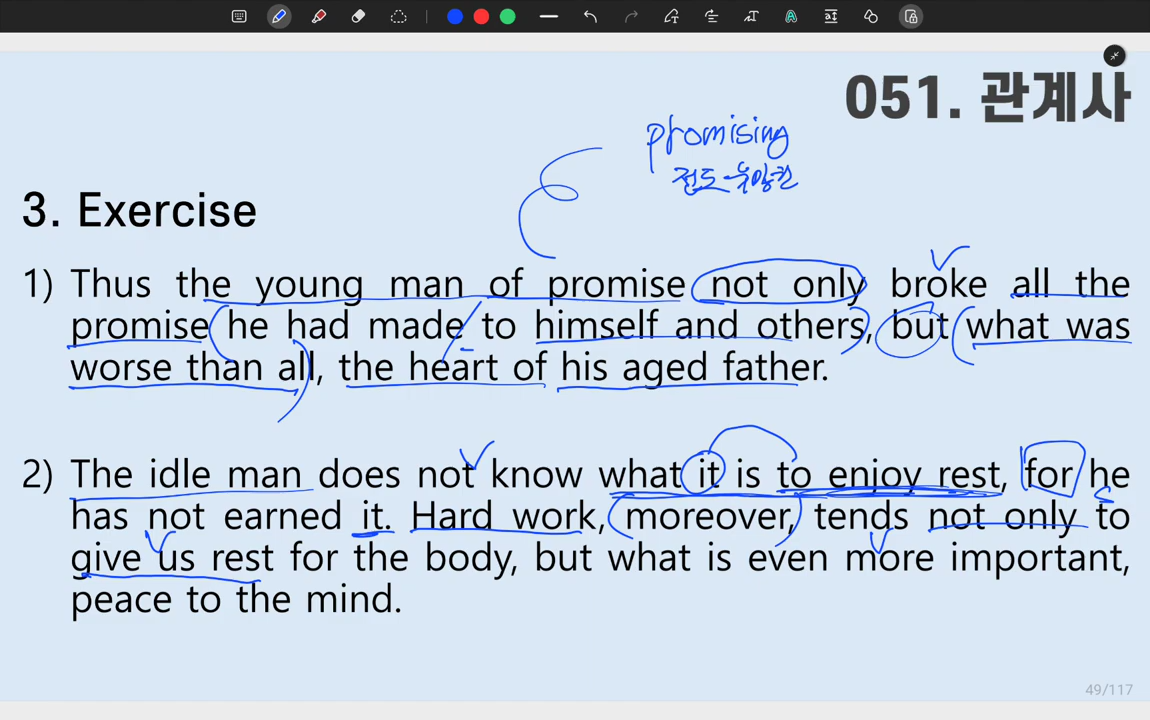 051. 관계사
promising
전도 유망한
3. Exercise
1) Thus the young man of promise not only broke all the
promise he had made to himself and others, but what was
worse than all, the heart of his aged father.
2) The idle man does not know what it is to enjoy rest, for he
S
has not earned it. Hard work, moreover, tends not only to
give us rest for the body, but what is even more important,
peace to the mind.
49/117